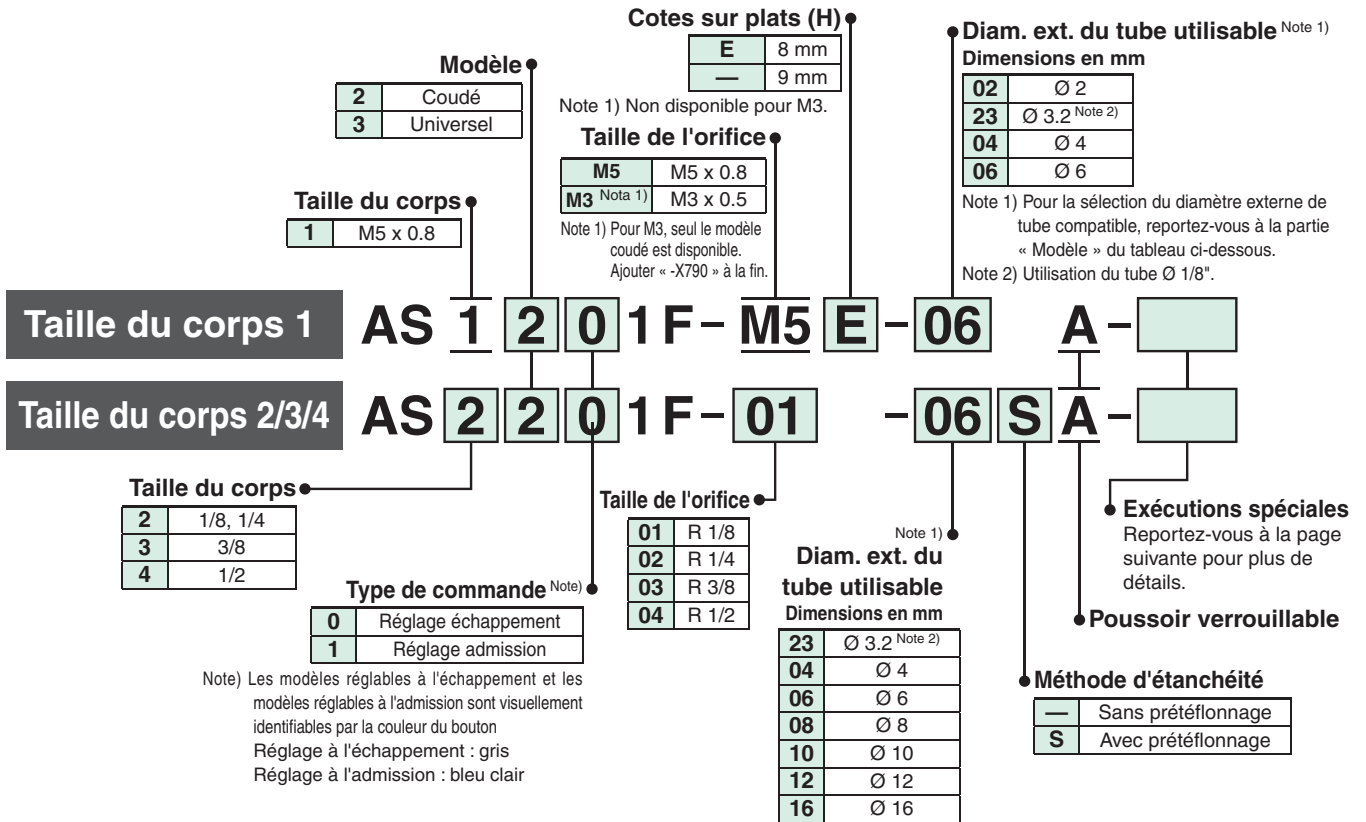 Cotes sur plats (H)
E 8 mm
— 9 mm
Note 1) Non disponible pour M3.
Diam. ext. du tube utilisable Note 1)
Dimensions en mm
02 Ø 2
23 Ø 3.2 Note 2)
04 Ø 4
06 Ø 6
Note 1) Pour la sélection du diamètre externe de
tube compatible, reportez-vous à la partie
« Modèle » du tableau ci-dessous.
Note 2) Utilisation du tube Ø 1/8".
Modèle
2 Coudé
3 Universel
Taille de l'orifice
M5 M5 x 0.8
M3 Nota 1) M3 x 0.5
Note 1) Pour M3, seul le modèle
coudé est disponible.
Ajouter « -X790 » à la fin.
Taille du corps
1 M5 x 0.8
Taille du corps 1 AS 1 2 0 1 F – M5 E – 06 A –
Taille du corps 2/3/4 AS 2 2 0 1 F – 01 – 06 S A –
Taille du corps
2 1/8, 1/4
3 3/8
4 1/2
Type de commande Note)
0 Réglage échappement
1 Réglage admission
Note) Les modèles réglables à l'échappement et les
modèles réglables à l'admission sont visuellement
identifiables par la couleur du bouton
Réglage à l'échappement : gris
Réglage à l'admission : bleu clair
Taille de l'orifice
01 R 1/8
02 R 1/4
03 R 3/8
04 R 1/2
Note 1)
Diam. ext. du
tube utilisable
Dimensions en mm
23 Ø 3.2 Note 2)
04 Ø 4
06 Ø 6
08 Ø 8
10 Ø 10
12 Ø 12
16 Ø 16
Exécutions spéciales
Reportez-vous à la page
suivante pour plus de
détails.
Poussoir verrouillable
Méthode d'étanchéité
— Sans prétéflonnage
S Avec prétéflonnage